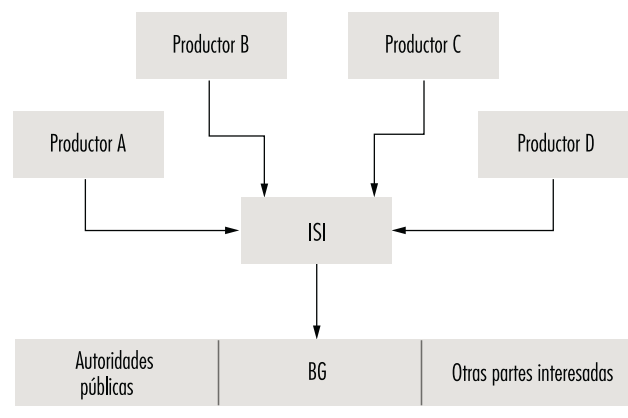 Productor B
Productor C
Productor A
Productor D
ISI
Autoridades
públicas
BG
Otras partes interesadas